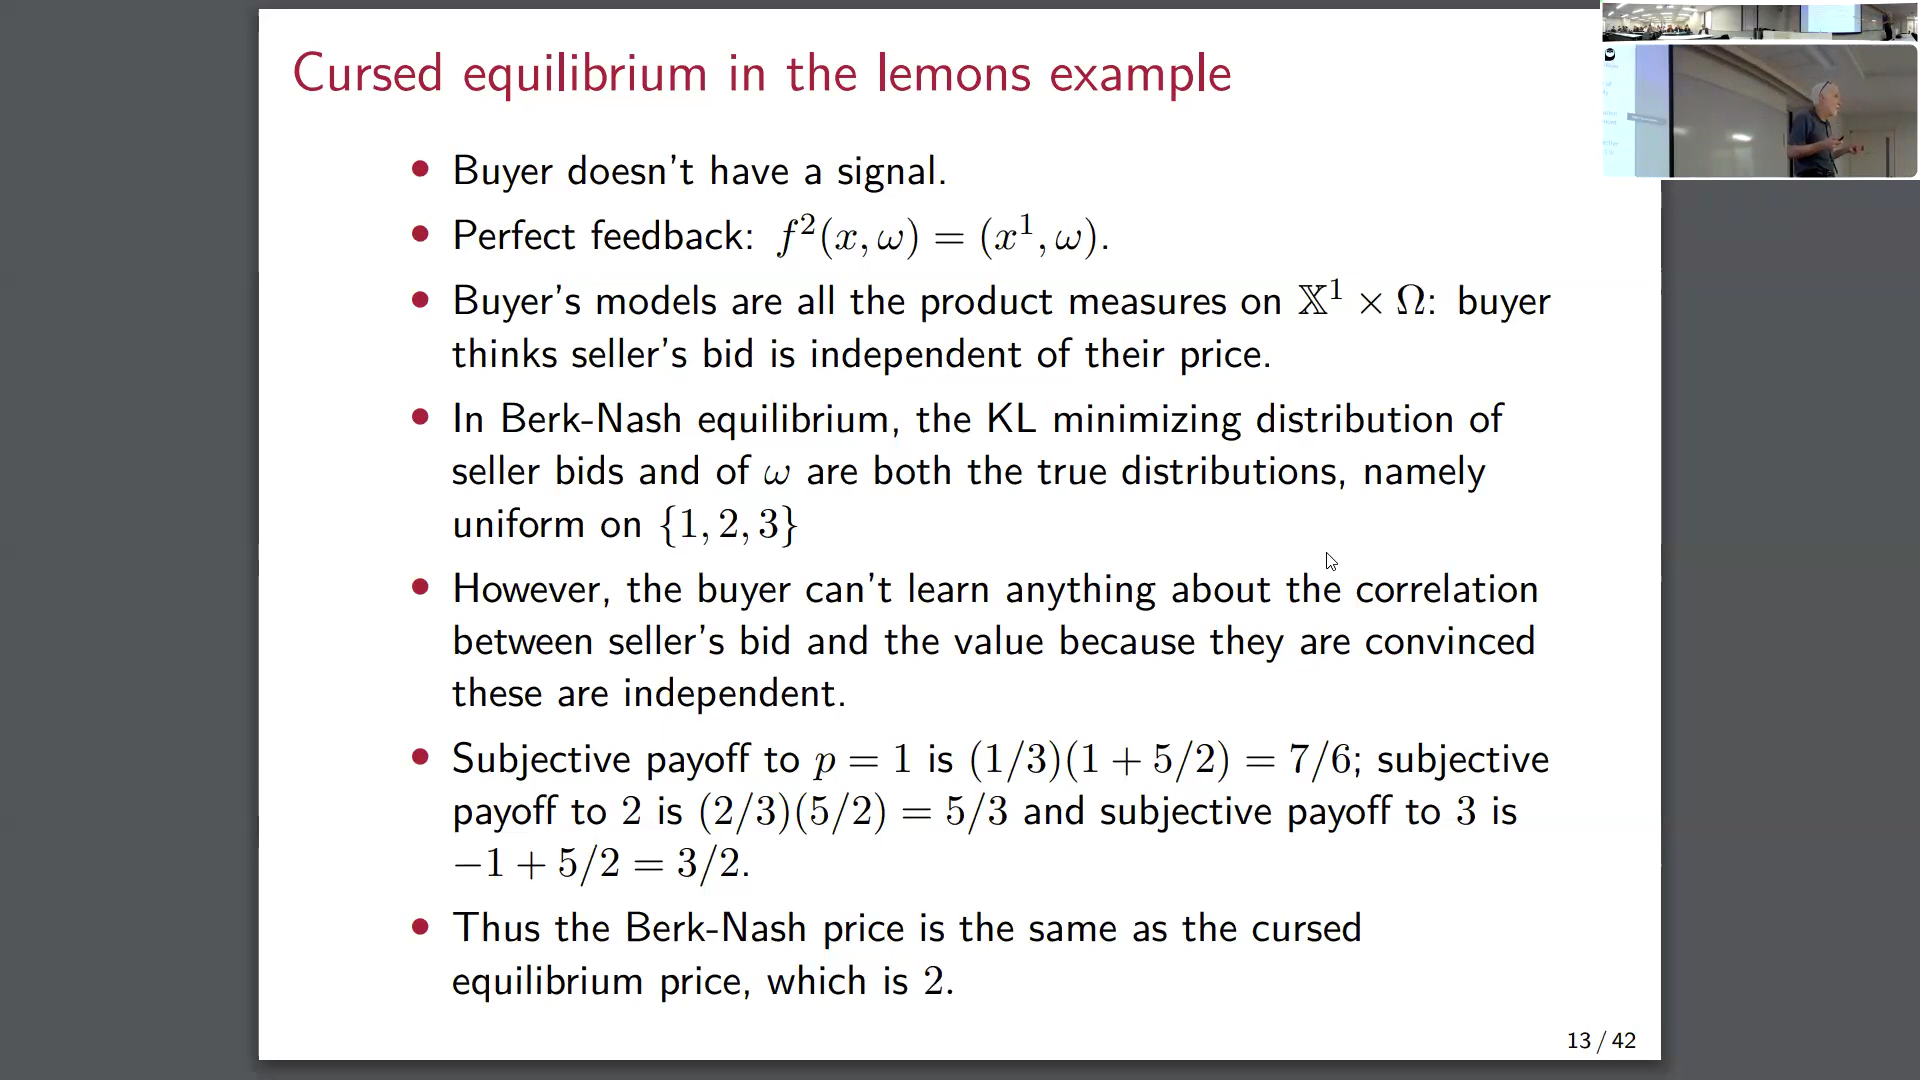 Cursed equilibrium in the lemons example
• Buyer doesn't have a signal.
• Perfect feedback: f²(x, ω) = (x¹, ω).
• Buyer's models are all the product measures on 𝕏¹ × Ω: buyer
thinks seller's bid is independent of their price.
• In Berk-Nash equilibrium, the KL minimizing distribution of
seller bids and of ω are both the true distributions, namely
uniform on {1, 2, 3}
• However, the buyer can't learn anything about the correlation
between seller's bid and the value because they are convinced
these are independent.
• Subjective payoff to p = 1 is (1/3)(1 + 5/2) = 7/6; subjective
payoff to 2 is (2/3)(5/2) = 5/3 and subjective payoff to 3 is
−1 + 5/2 = 3/2.
• Thus the Berk-Nash price is the same as the cursed
equilibrium price, which is 2.
13 / 42